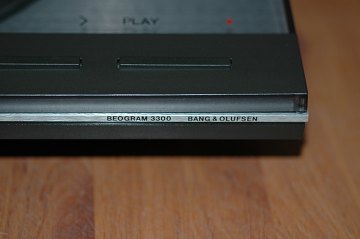 PLAY
BEOGRAM 3300 BANG & OLUFSEN